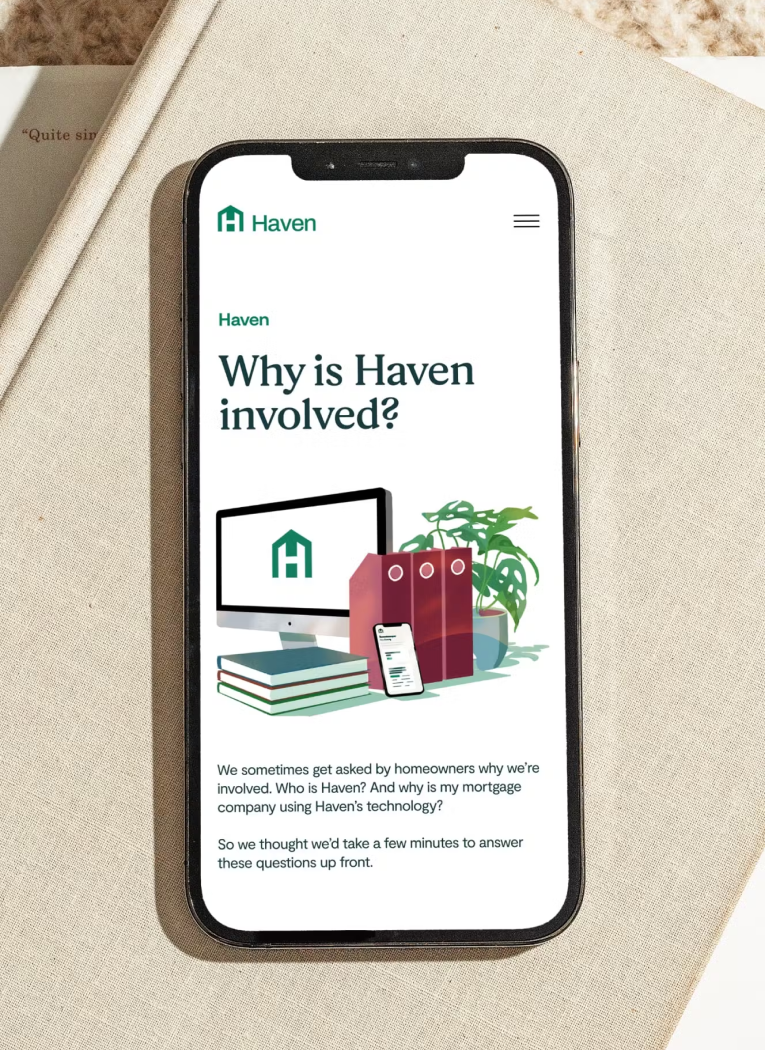 “Quite sim
Haven
Haven
Why is Haven
involved?
We sometimes get asked by homeowners why we’re
involved. Who is Haven? And why is my mortgage
company using Haven’s technology?
So we thought we’d take a few minutes to answer
these questions up front.